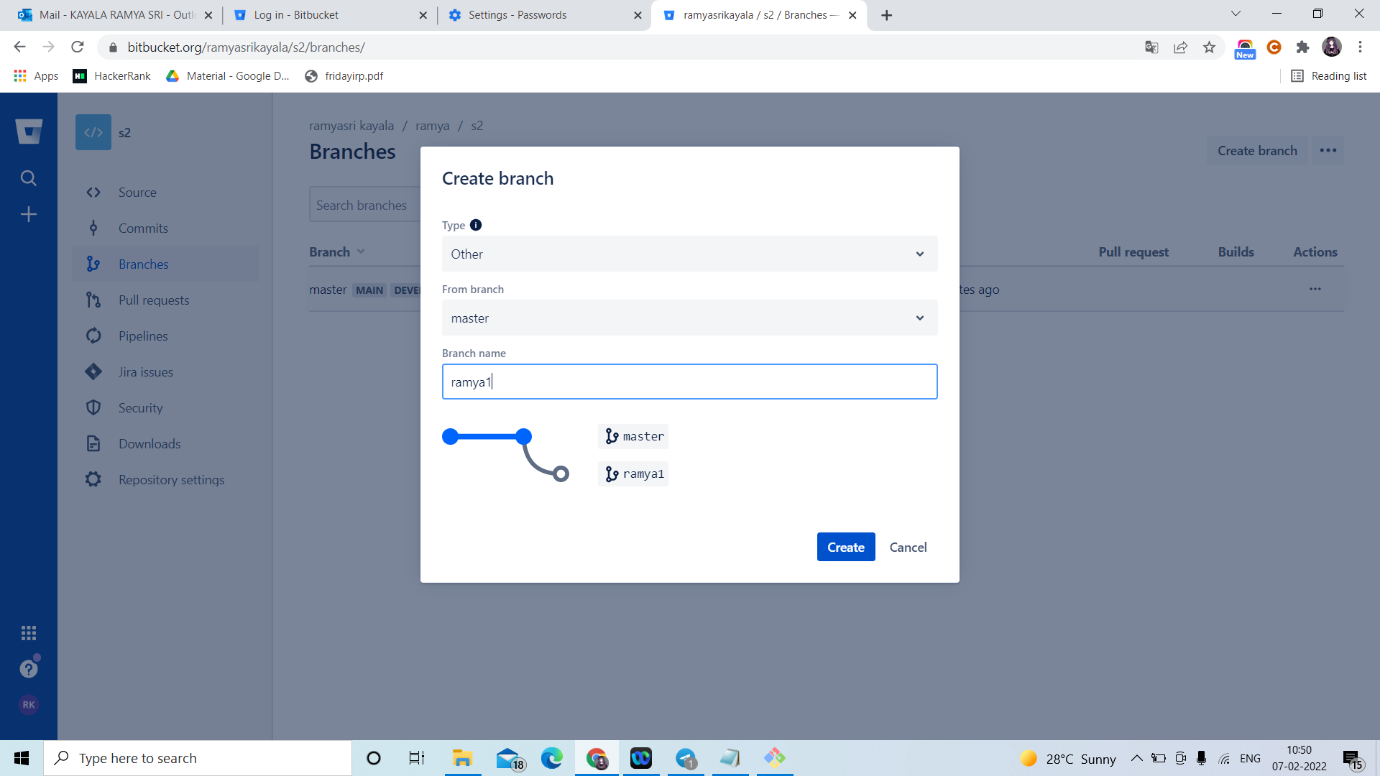 Mail - KAYALA RAMYA SRI - Outl
Log in - Bitbucket
Settings - Passwords
ramyasrikayala / s2 / Branches —
bitbucket.org/ramyasrikayala/s2/branches/
New
Apps
HackerRank
Material - Google D...
fridayirp.pdf
Reading list
s2
Source
Commits
Branches
Pull requests
Pipelines
Jira issues
Security
Downloads
Repository settings
RK
ramyasri kayala / ramya / s2
Branches
Create branch
Search branches
Branch
Pull request
Builds
Actions
master MAIN DEVE
tes ago
Create branch
Type
Other
From branch
master
Branch name
ramya1
master
ramya1
Create
Cancel
Type here to search
18
1
28°C Sunny
ENG
10:50
07-02-2022
15